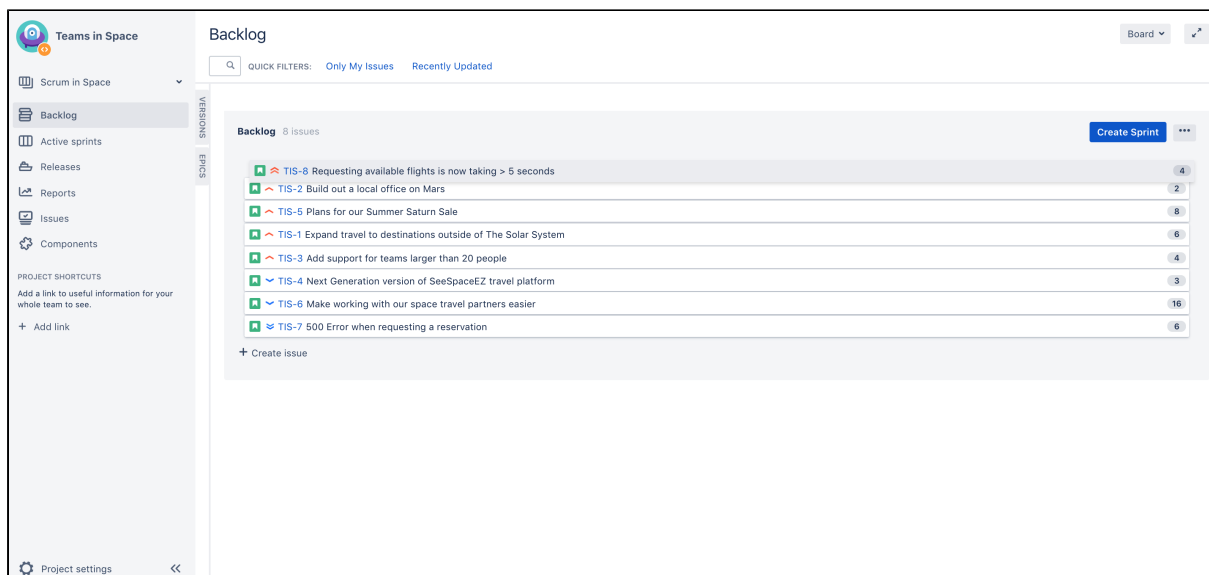 Teams in Space
Scrum in Space
Backlog
Active sprints
Releases
Reports
Issues
Components
PROJECT SHORTCUTS
Add a link to useful information for your
whole team to see.
+ Add link
Project settings
Backlog
Board
QUICK FILTERS: Only My Issues Recently Updated
VERSIONS
EPICS
Backlog 8 issues
Create Sprint
TIS-8 Requesting available flights is now taking > 5 seconds 4
TIS-2 Build out a local office on Mars 2
TIS-5 Plans for our Summer Saturn Sale 8
TIS-1 Expand travel to destinations outside of The Solar System 6
TIS-3 Add support for teams larger than 20 people 4
TIS-4 Next Generation version of SeeSpaceEZ travel platform 3
TIS-6 Make working with our space travel partners easier 16
TIS-7 500 Error when requesting a reservation 6
+ Create issue